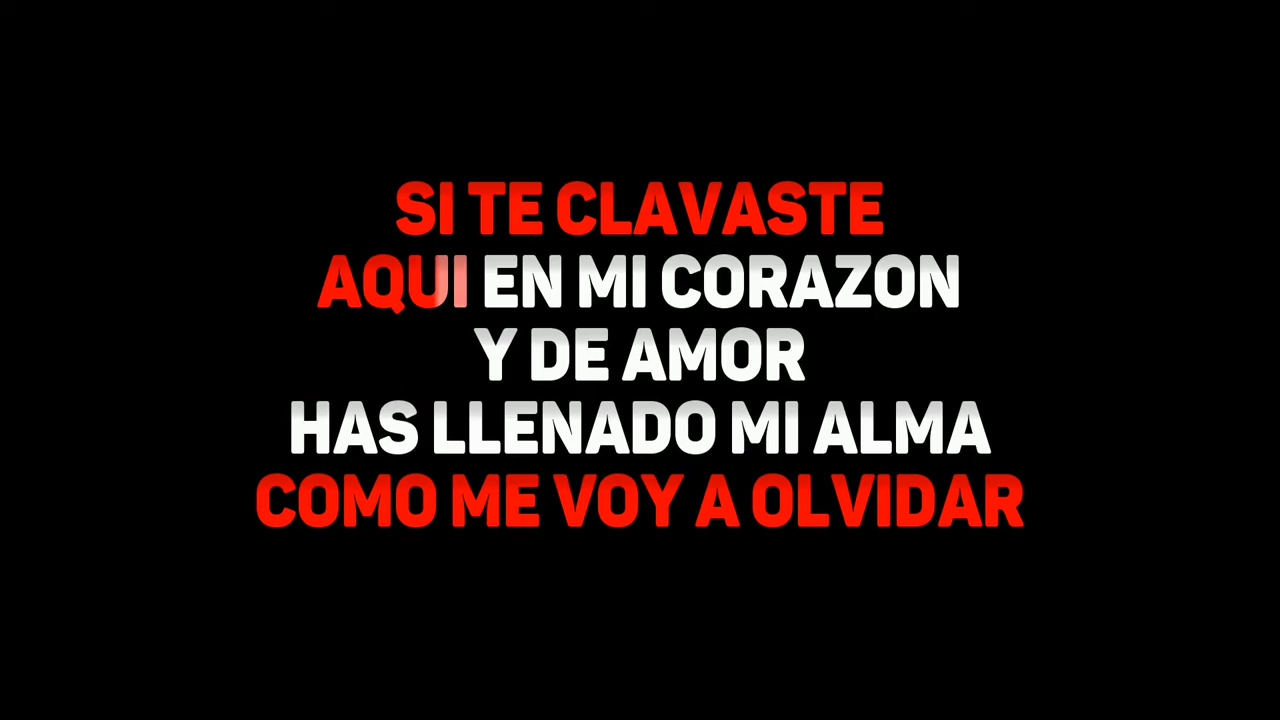 SI TE CLAVASTE
AQUI EN MI CORAZON
Y DE AMOR
HAS LLENADO MI ALMA
COMO ME VOY A OLVIDAR